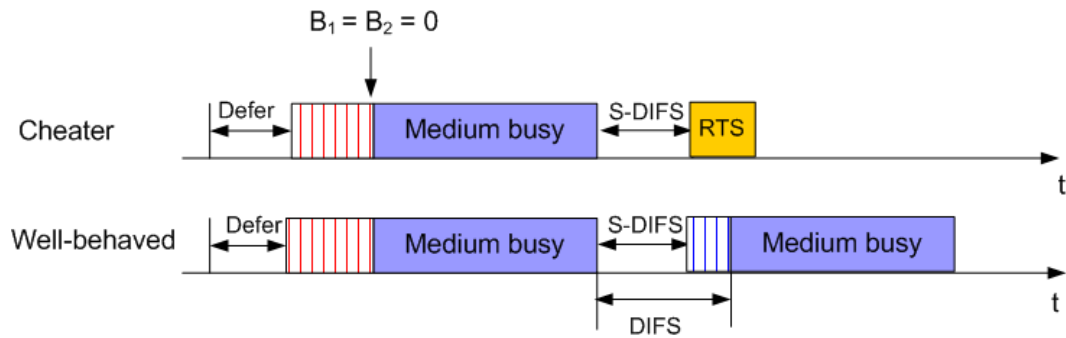 B₁ = B₂ = 0
Cheater
Defer
Medium busy
S-DIFS
RTS
t
Well-behaved
Defer
Medium busy
S-DIFS
Medium busy
t
DIFS